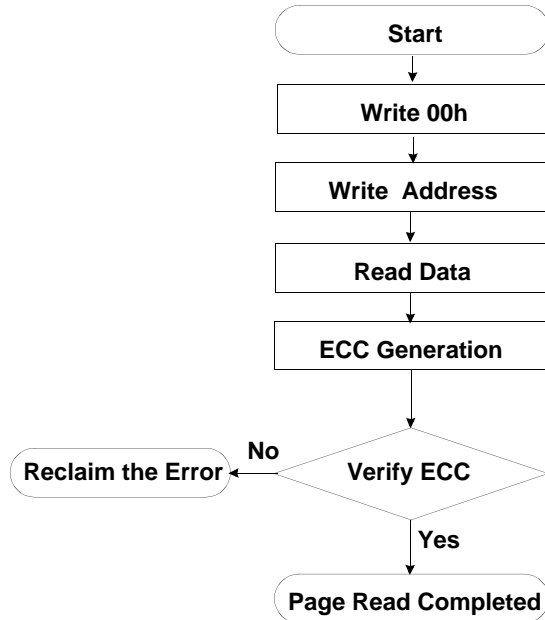 Start
Write 00h
Write  Address
Read Data
ECC Generation
No
Reclaim the Error
Verify ECC
Yes
Page Read Completed